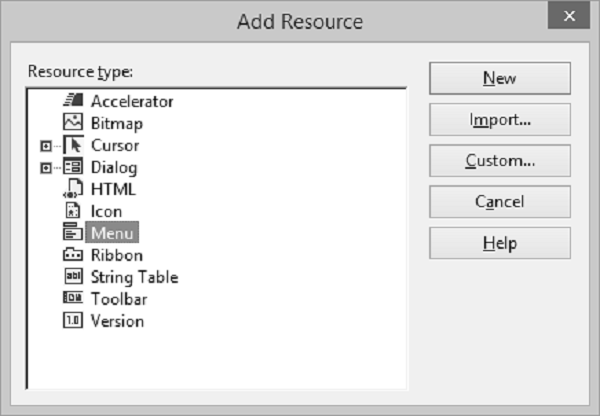 Add Resource
Resource type:
Accelerator
Bitmap
Cursor
Dialog
HTML
Icon
Menu
Ribbon
String Table
Toolbar
Version
New
Import...
Custom...
Cancel
Help